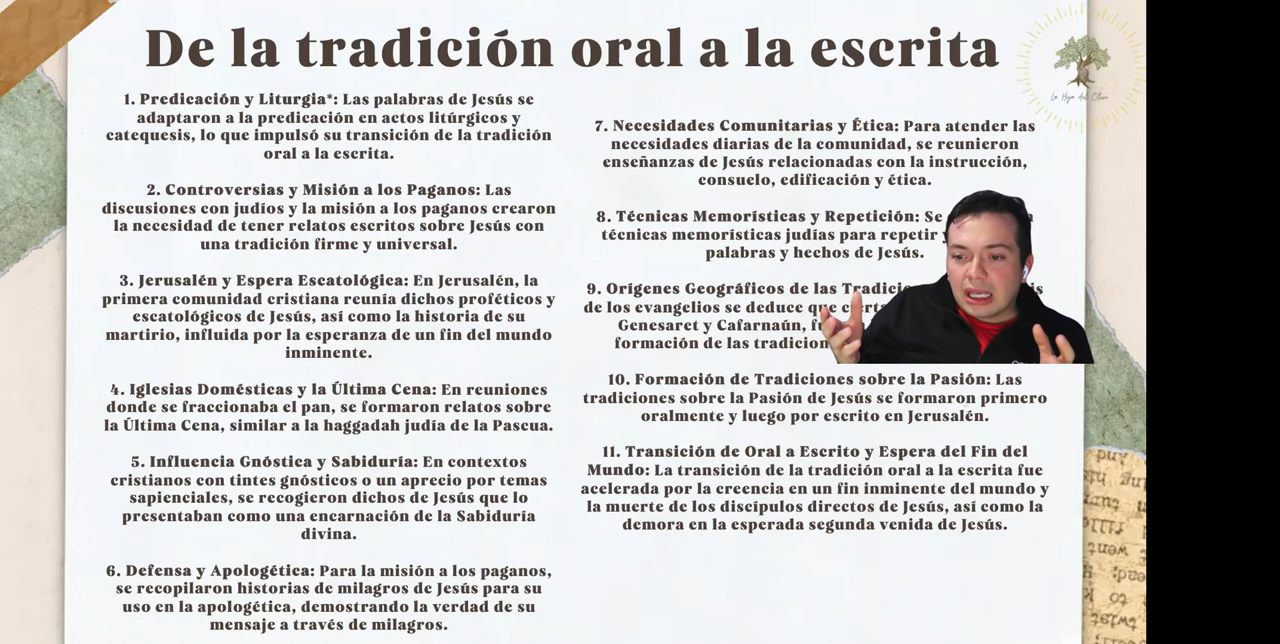 De la tradición oral a la escrita
La Hoja del Olivo
1. Predicación y Liturgia*: Las palabras de Jesús se
adaptaron a la predicación en actos litúrgicos y
catequesis, lo que impulsó su transición de la tradición
oral a la escrita.
2. Controversias y Misión a los Paganos: Las
discusiones con judíos y la misión a los paganos crearon
la necesidad de tener relatos escritos sobre Jesús con
una tradición firme y universal.
3. Jerusalén y Espera Escatológica: En Jerusalén, la
primera comunidad cristiana reunía dichos proféticos y
escatológicos de Jesús, así como la historia de su
martirio, influida por la esperanza de un fin del mundo
inminente.
4. Iglesias Domésticas y la Última Cena: En reuniones
donde se fraccionaba el pan, se formaron relatos sobre
la Última Cena, similar a la haggadah judía de la Pascua.
5. Influencia Gnóstica y Sabiduría: En contextos
cristianos con tintes gnósticos o un aprecio por temas
sapienciales, se recogieron dichos de Jesús que lo
presentaban como una encarnación de la Sabiduría
divina.
6. Defensa y Apologética: Para la misión a los paganos,
se recopilaron historias de milagros de Jesús para su
uso en la apologética, demostrando la verdad de su
mensaje a través de milagros.
7. Necesidades Comunitarias y Ética: Para atender las
necesidades diarias de la comunidad, se reunieron
enseñanzas de Jesús relacionadas con la instrucción,
consuelo, edificación y ética.
8. Técnicas Memorísticas y Repetición: Se
técnicas memorísticas judías para repetir y
palabras y hechos de Jesús.
9. Orígenes Geográficos de las
de los evangelios se deduce que
Genesaret y Cafarnaún,
formación de las
10. Formación de Tradiciones sobre la Pasión: Las
tradiciones sobre la Pasión de Jesús se formaron primero
oralmente y luego por escrito en Jerusalén.
11. Transición de Oral a Escrito y Espera del Fin del
Mundo: La transición de la tradición oral a la escrita fue
acelerada por la creencia en un fin inminente del mundo y
la muerte de los discípulos directos de Jesús, así como la
demora en la esperada segunda venida de Jesús.